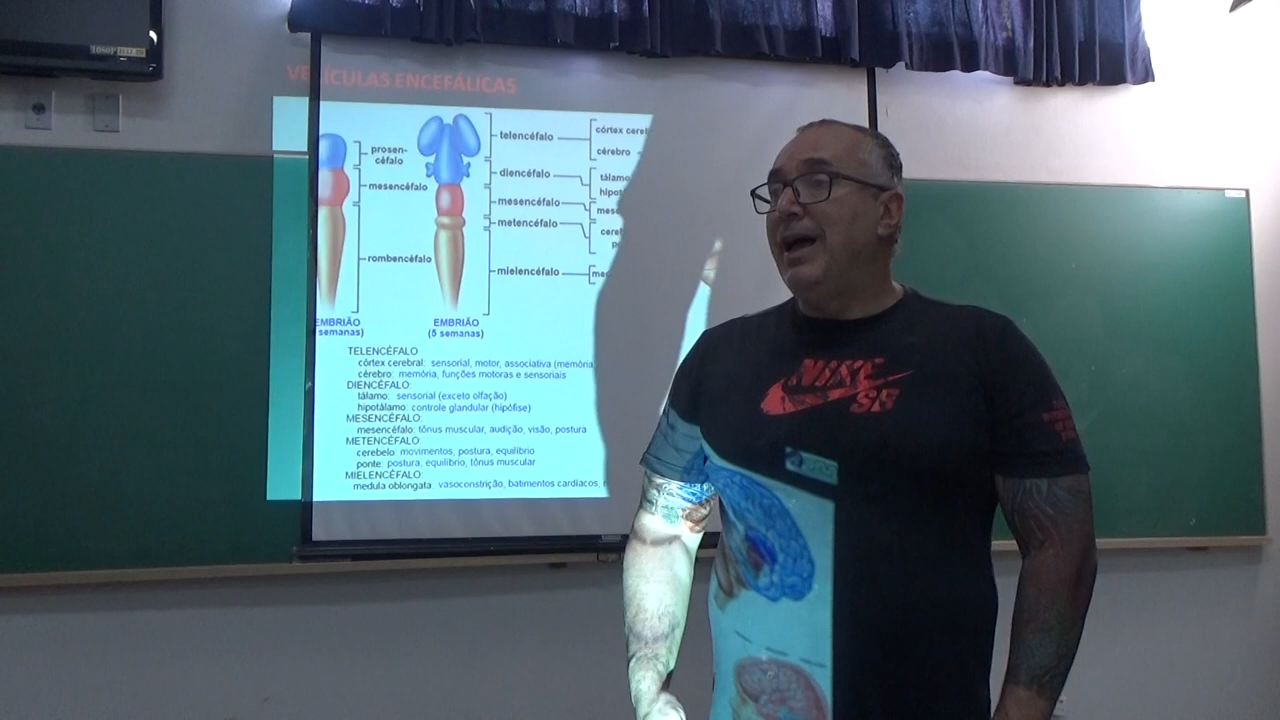 VESÍCULAS ENCEFÁLICAS
prosen-
céfalo
mesencéfalo
rombencéfalo
EMBRIÃO
semanas)
telencéfalo
diencéfalo
mesencéfalo
metencéfalo
mielencéfalo
córtex
cérebro
tálamo
EMBRIÃO
(5 semanas)
TELENCÉFALO
córtex cerebral: sensorial, motor, associativa (memória
cérebro: memória, funções motoras e sensoriais
DIENCÉFALO:
tálamo: sensorial (exceto olfação)
hipotálamo: controle glandular (hipófise)
MESENCÉFALO:
mesencéfalo: tônus muscular, audição, visão, postura
METENCÉFALO:
cerebelo: movimentos, postura, equilíbrio
ponte: postura, equilíbrio, tônus muscular
MIELENCÉFALO:
medula oblongata: vasoconstrição, batimentos cardíacos,
NIKE
SB
1080P